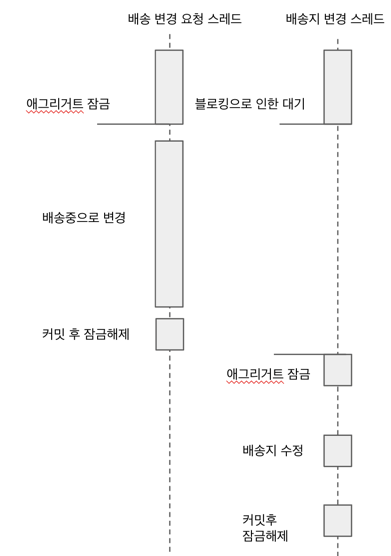 배송 변경 요청 스레드
배송지 변경 스레드
애그리거트 잠금
블로킹으로 인한 대기
배송중으로 변경
커밋 후 잠금해제
애그리거트 잠금
배송지 수정
커밋후
잠금해제